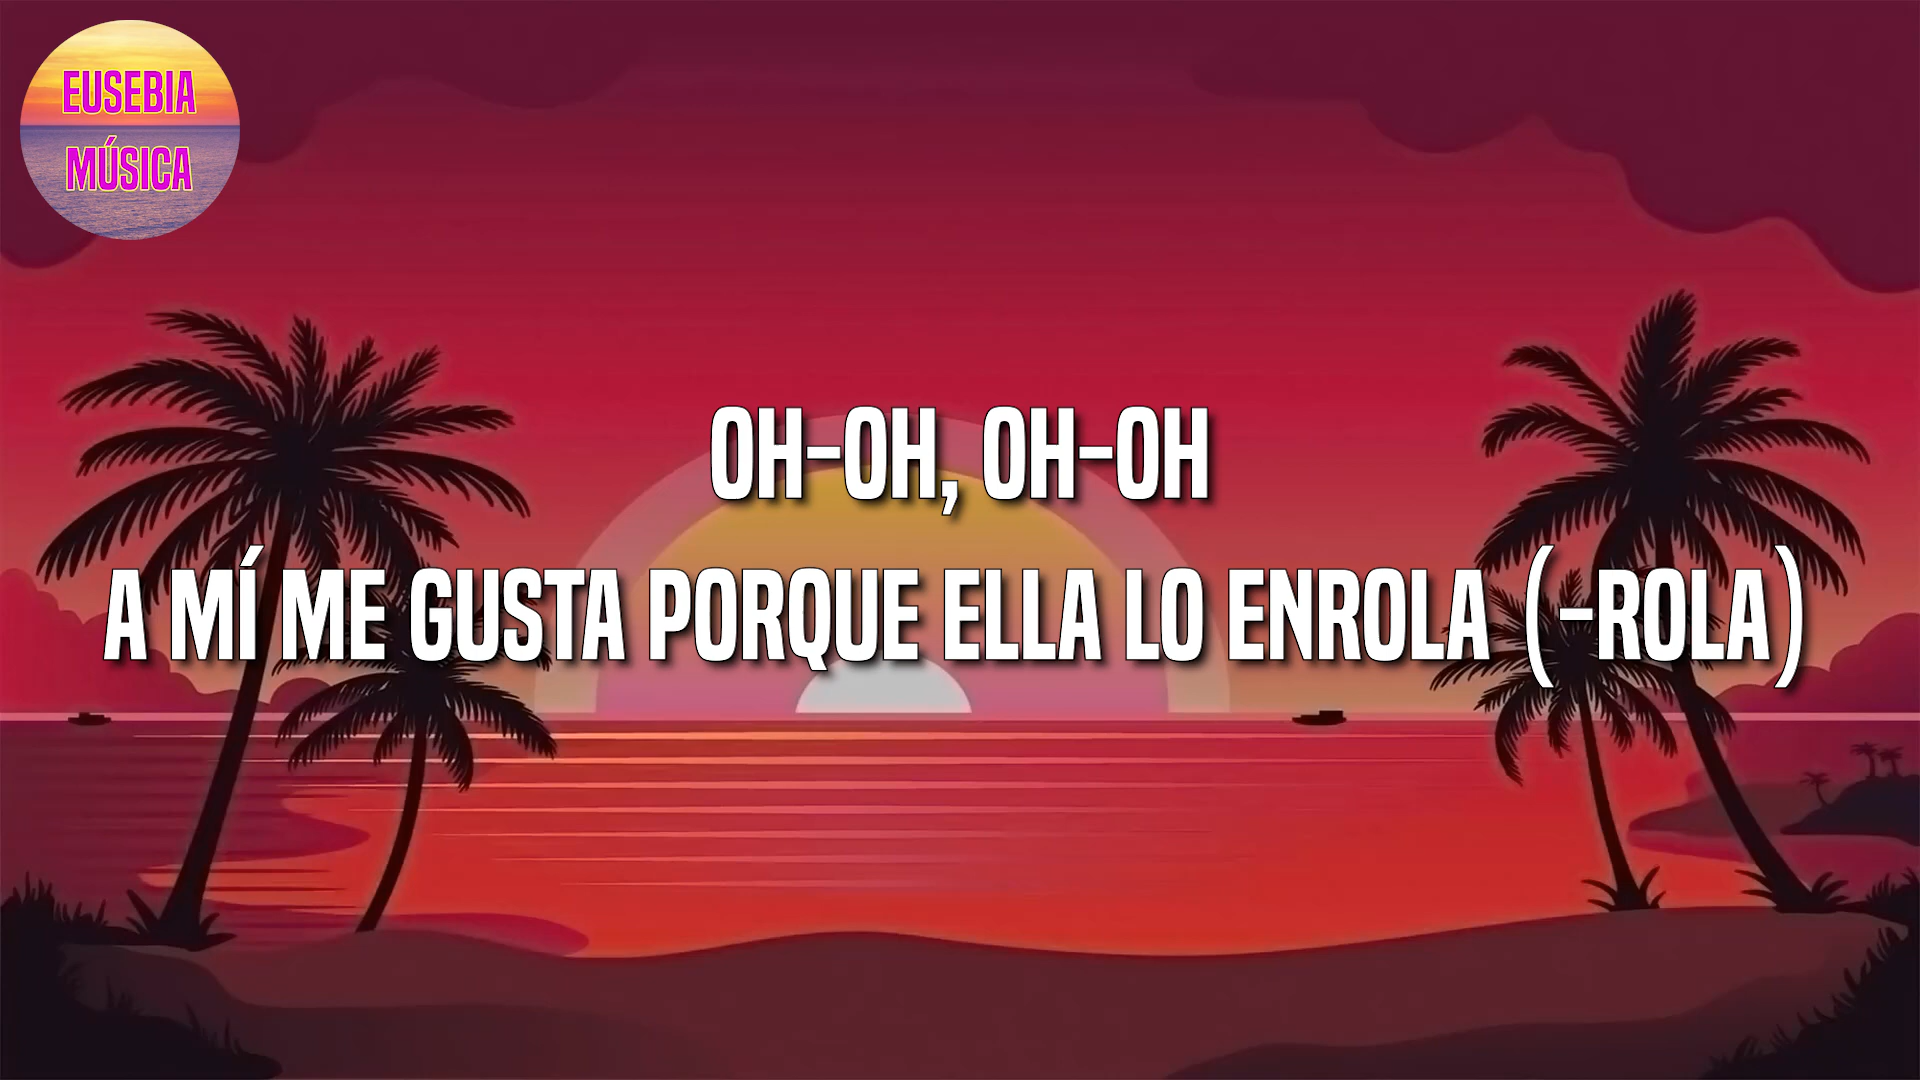 EUSEBIA
MÚSICA
OH-OH, OH-OH
A MÍ ME GUSTA PORQUE ELLA LO ENROLA (-ROLA)